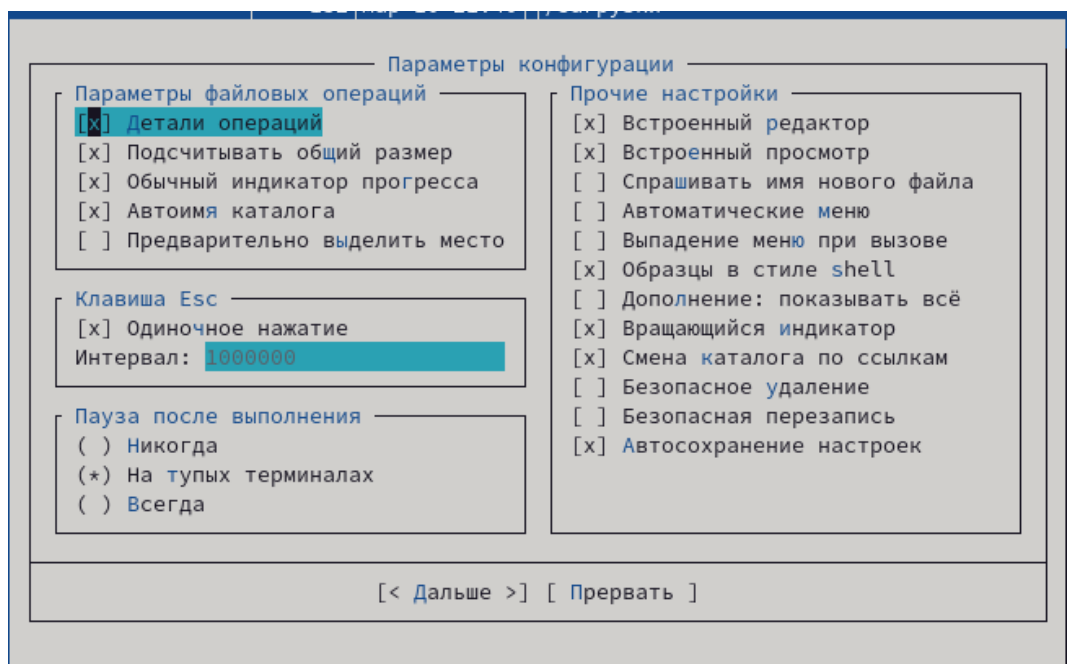 Параметры конфигурации
Параметры файловых операций
[x] Детали операций
[x] Подсчитывать общий размер
[x] Обычный индикатор прогресса
[x] Автоимя каталога
[ ] Предварительно выделить место
Клавиша Esc
[x] Одиночное нажатие
Интервал: 1000000
Пауза после выполнения
( ) Никогда
(*) На тупых терминалах
( ) Всегда
Прочие настройки
[x] Встроенный редактор
[x] Встроенный просмотр
[ ] Спрашивать имя нового файла
[ ] Автоматические меню
[ ] Выпадение меню при вызове
[x] Образцы в стиле shell
[ ] Дополнение: показывать всё
[x] Вращающийся индикатор
[x] Смена каталога по ссылкам
[ ] Безопасное удаление
[ ] Безопасная перезапись
[x] Автосохранение настроек
[< Дальше >] [ Прервать ]